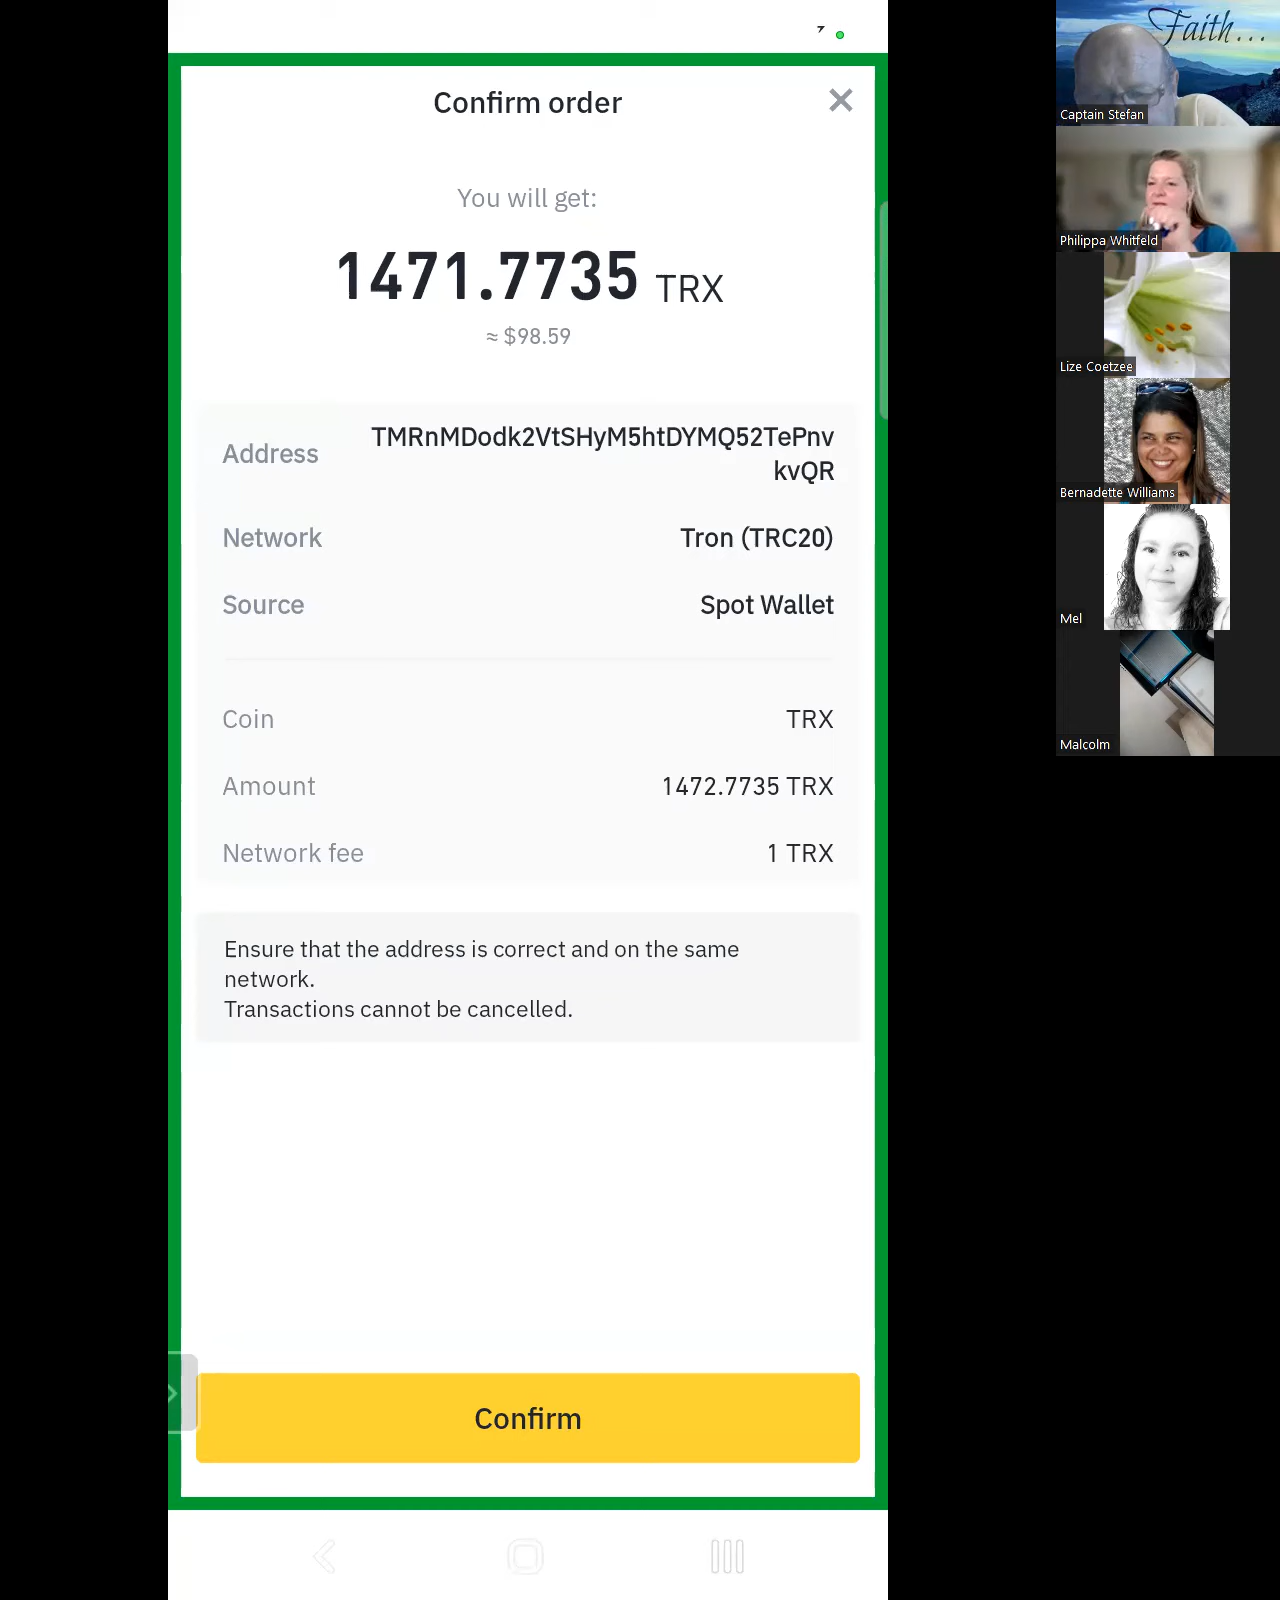 Confirm order
You will get:
1471.7735 TRX
≈ $98.59
Address
TMRnMDodk2VtSHyM5htDYMQ52TePnv
kvQR
Network
Tron (TRC20)
Source
Spot Wallet
Coin
TRX
Amount
1472.7735 TRX
Network fee
1 TRX
Ensure that the address is correct and on the same
network.
Transactions cannot be cancelled.
Confirm
Faith...
Captain Stefan
Philippa Whitfeld
Lize Coetzee
Bernadette Williams
Mel
Malcolm